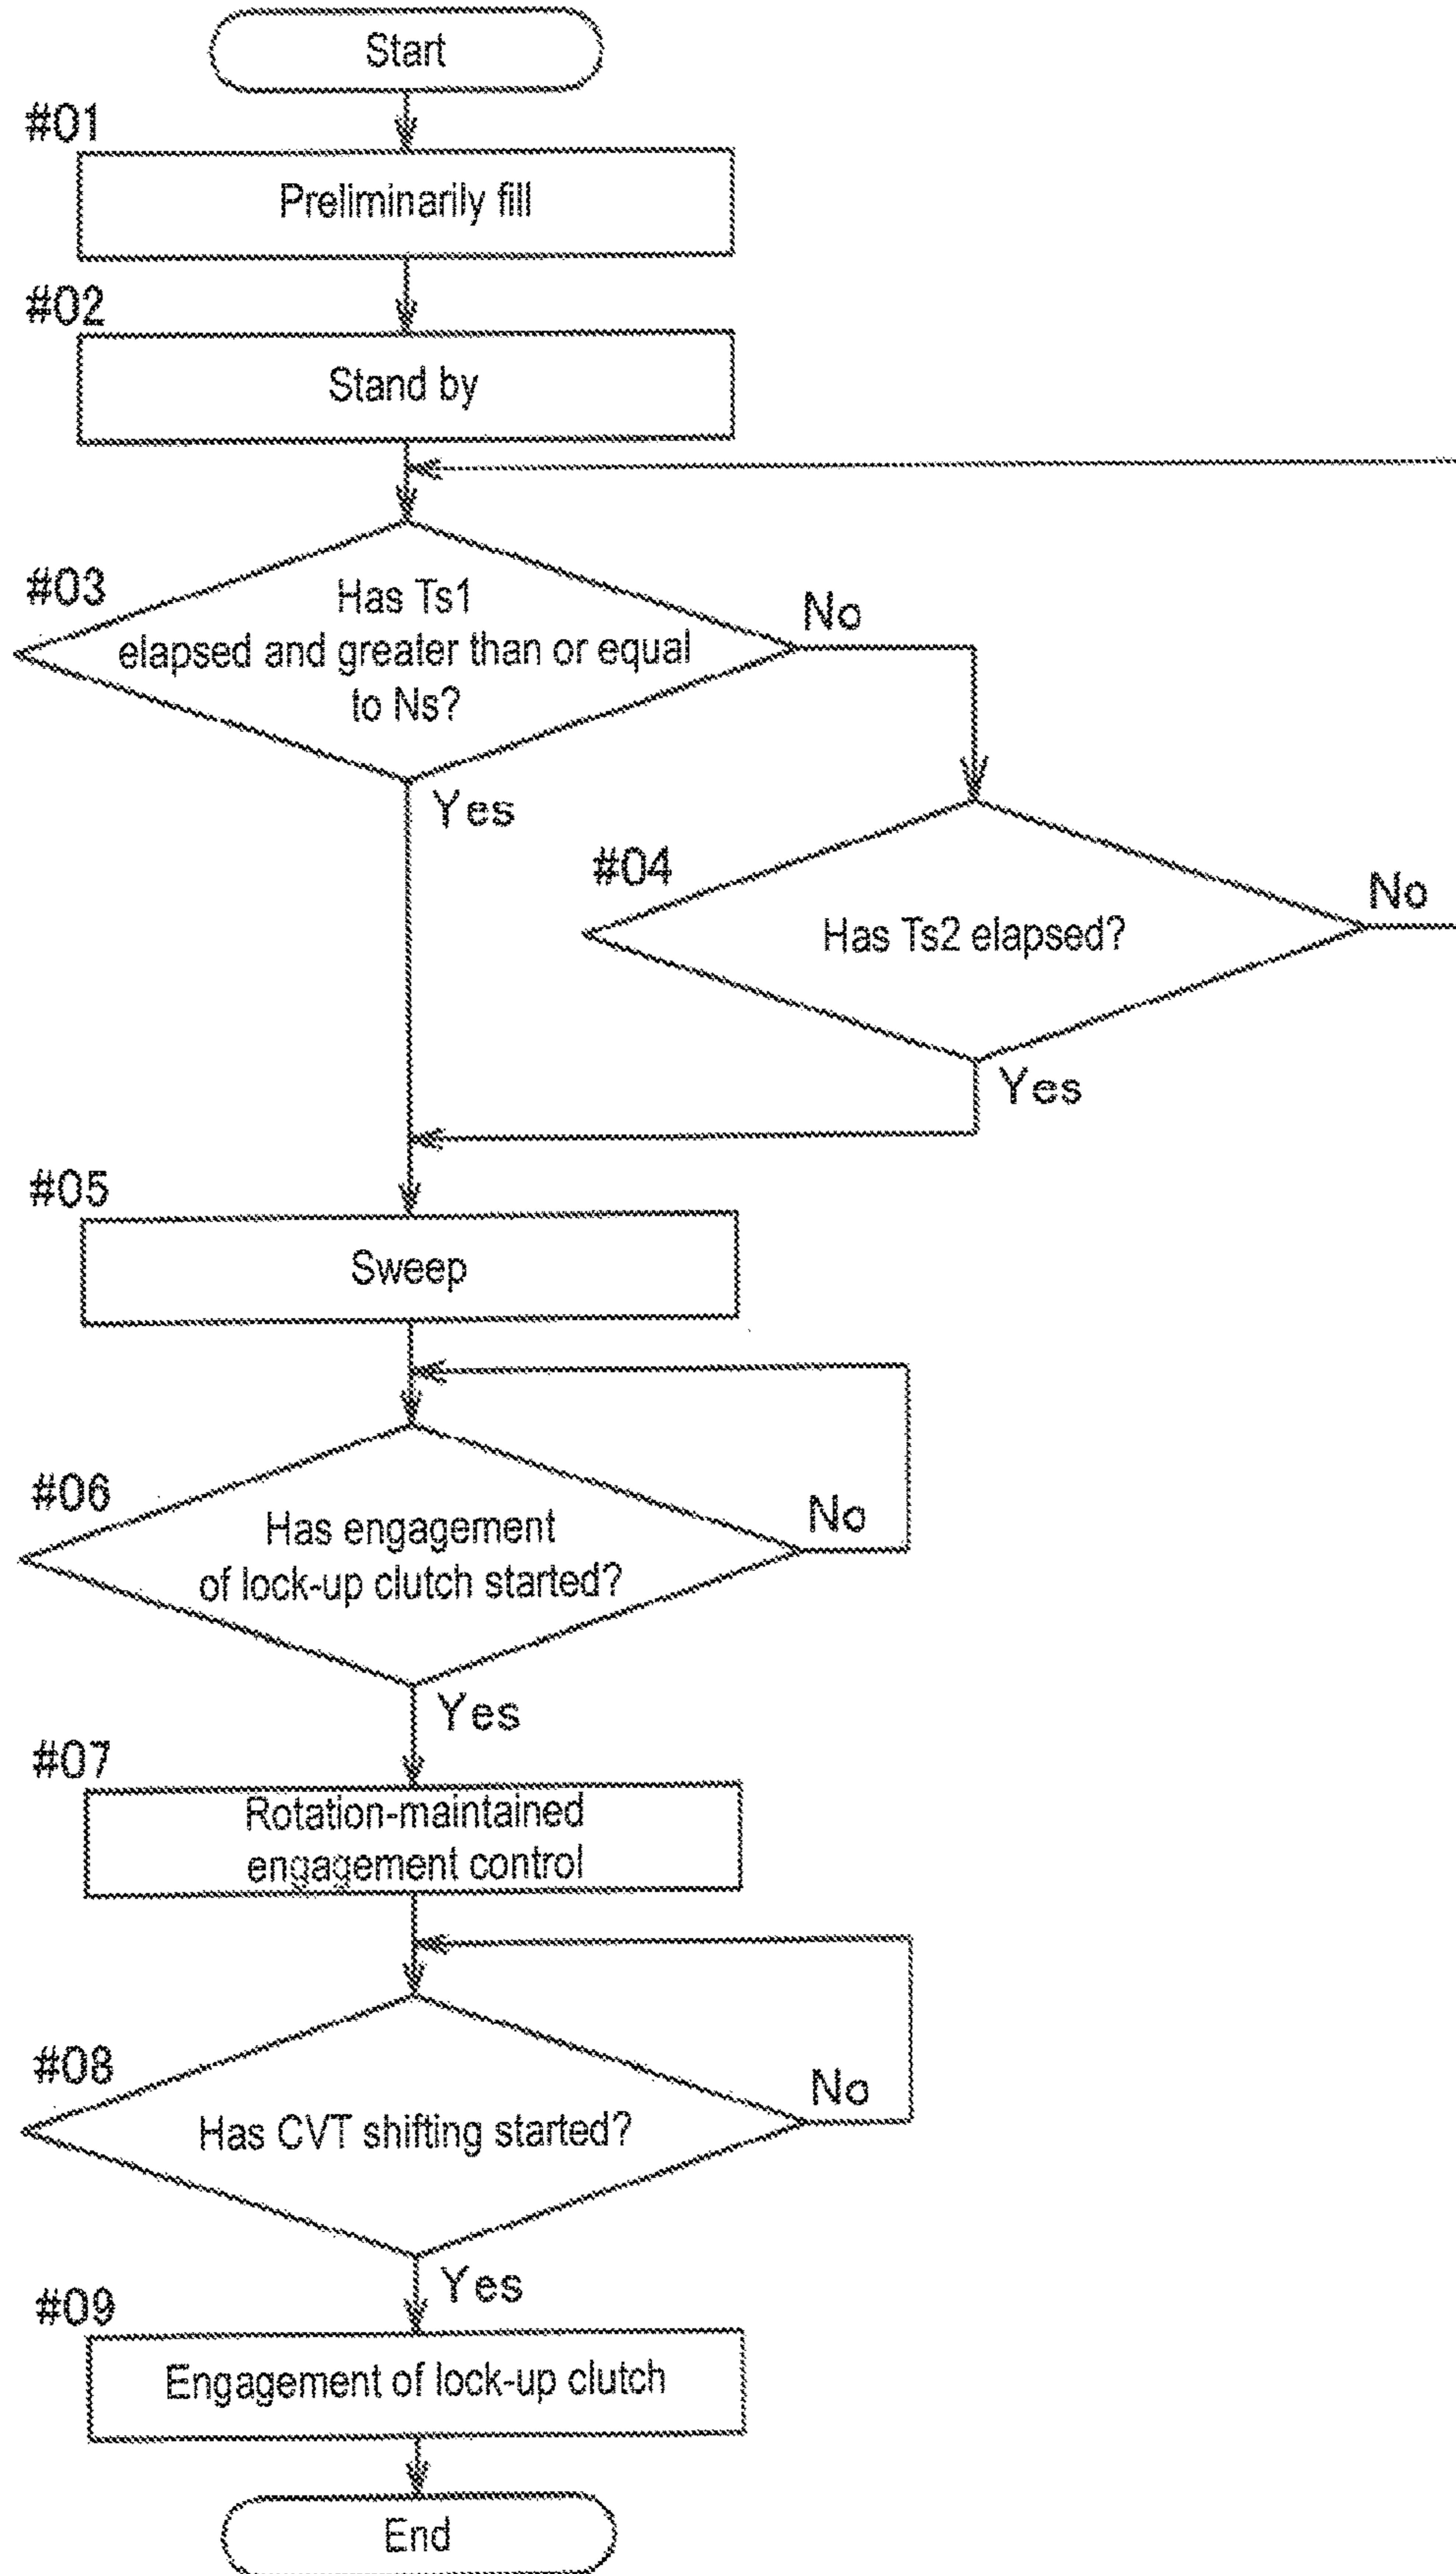 Start
#01
Preliminarily fill
#02
Stand by
#03
Has Ts1
elapsed and greater than or equal
to Ns?
No
Yes
#04
Has Ts2 elapsed?
No
Yes
#05
Sweep
#06
Has engagement
of lock-up clutch started?
No
Yes
#07
Rotation-maintained
engagement control
#08
Has CVT shifting started?
No
Yes
#09
Engagement of lock-up clutch
End